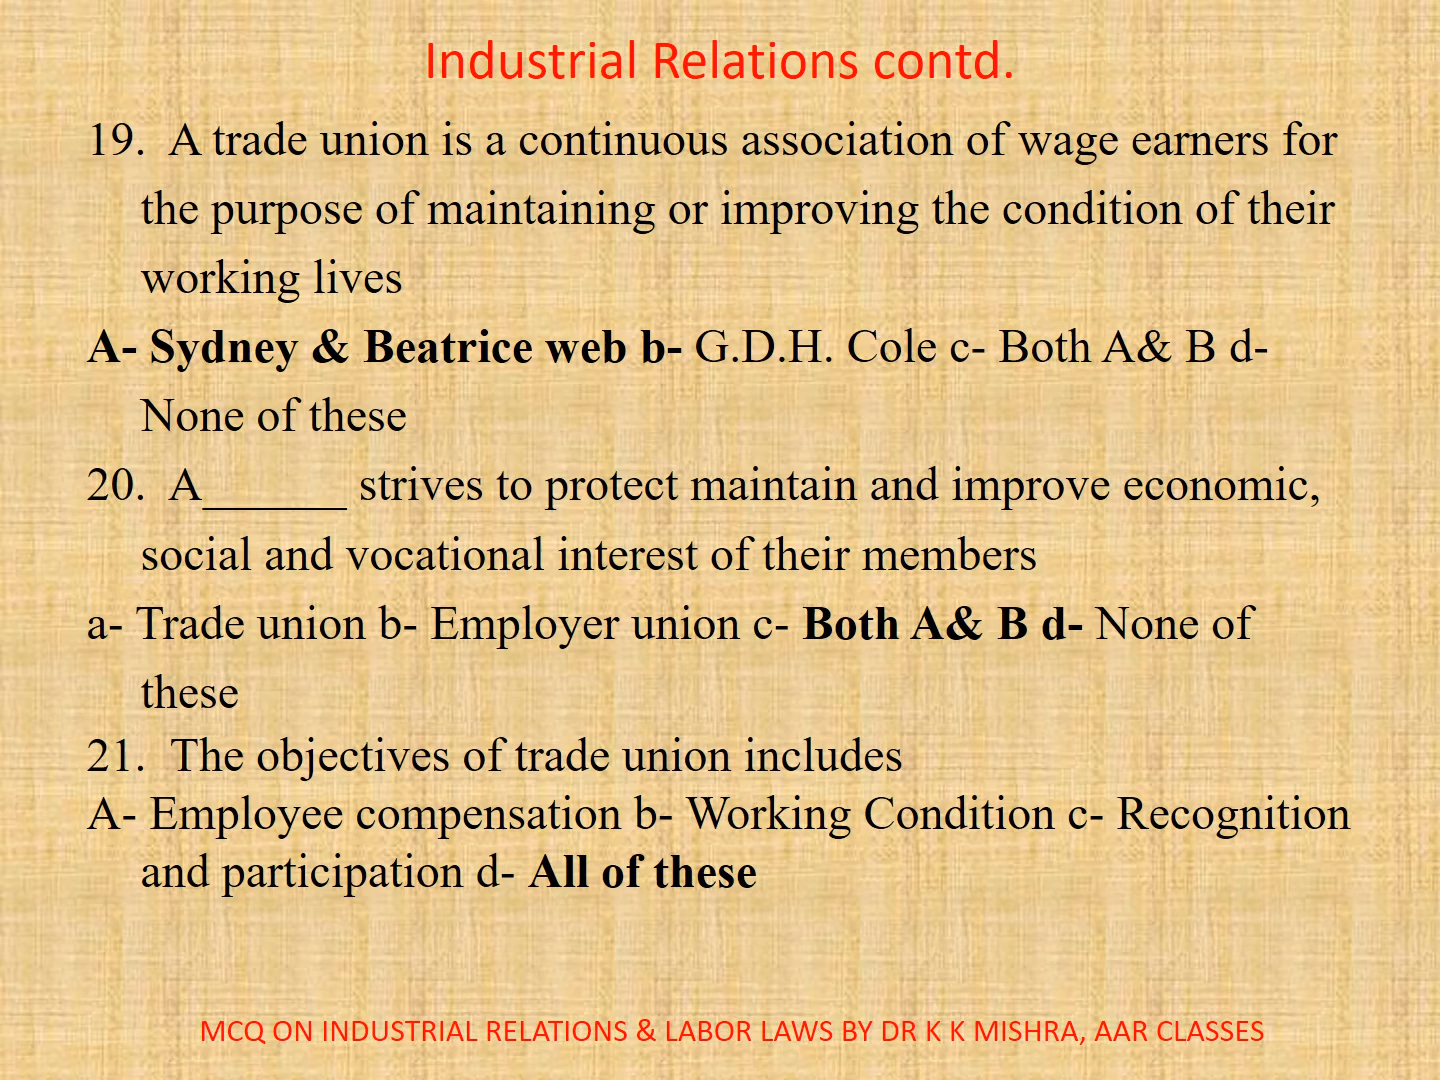 Industrial Relations contd.
19. A trade union is a continuous association of wage earners for
the purpose of maintaining or improving the condition of their
working lives
A- Sydney & Beatrice web b- G.D.H. Cole c- Both A& B d-
None of these
20. A______ strives to protect maintain and improve economic,
social and vocational interest of their members
a- Trade union b- Employer union c- Both A& B d- None of
these
21. The objectives of trade union includes
A- Employee compensation b- Working Condition c- Recognition
and participation d- All of these
MCQ ON INDUSTRIAL RELATIONS & LABOR LAWS BY DR K K MISHRA, AAR CLASSES